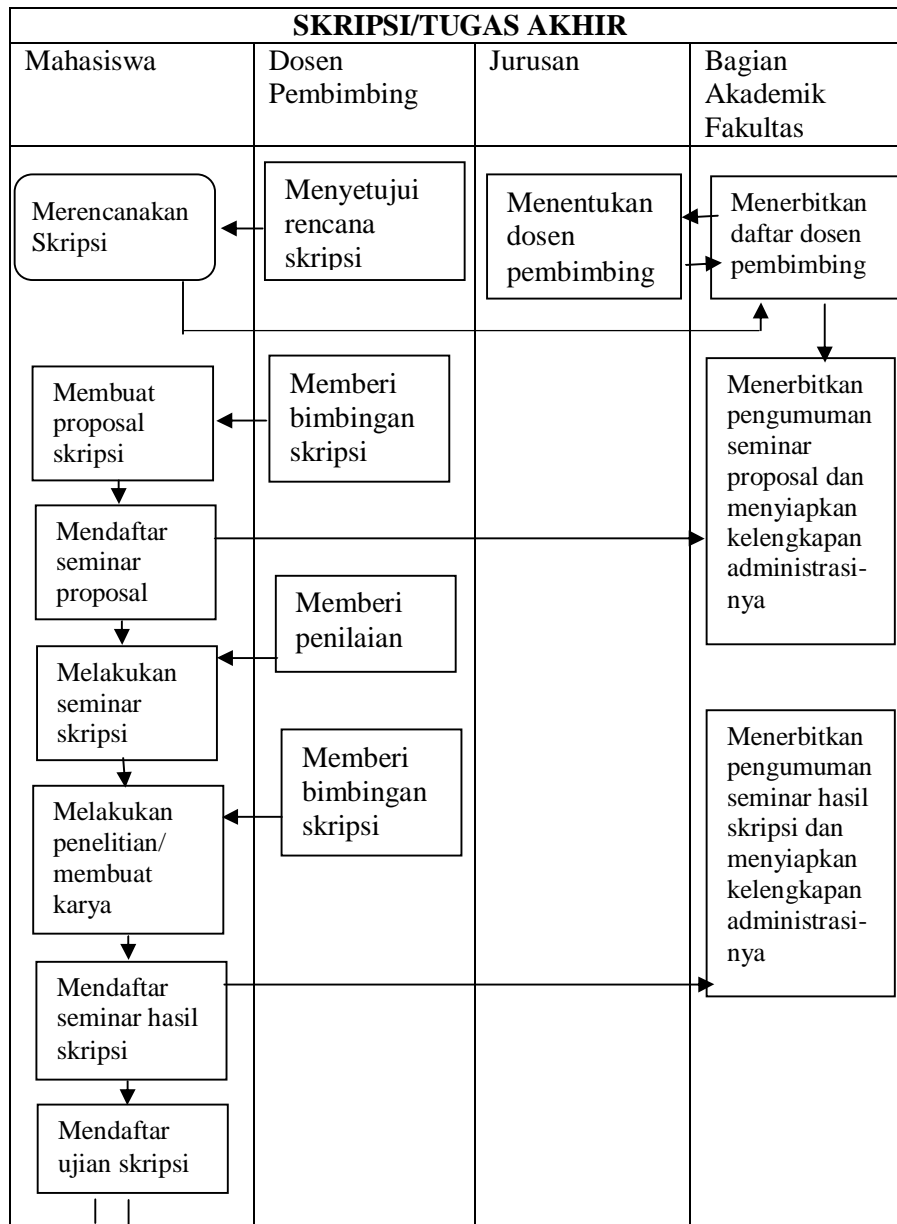 SKRIPSI/TUGAS AKHIR
Mahasiswa
Dosen
Pembimbing
Jurusan
Bagian
Akademik
Fakultas
Merencanakan
Skripsi
Menyetujui
rencana
skripsi
Menentukan
dosen
pembimbing
Menerbitkan
daftar dosen
pembimbing
Membuat
proposal
skripsi
Memberi
bimbingan
skripsi
Menerbitkan
pengumuman
seminar
proposal dan
menyiapkan
kelengkapan
administrasi-
nya
Mendaftar
seminar
proposal
Memberi
penilaian
Melakukan
seminar
skripsi
Memberi
bimbingan
skripsi
Menerbitkan
pengumuman
seminar hasil
skripsi dan
menyiapkan
kelengkapan
administrasi-
nya
Melakukan
penelitian/
membuat
karya
Mendaftar
seminar hasil
skripsi
Mendaftar
ujian skripsi